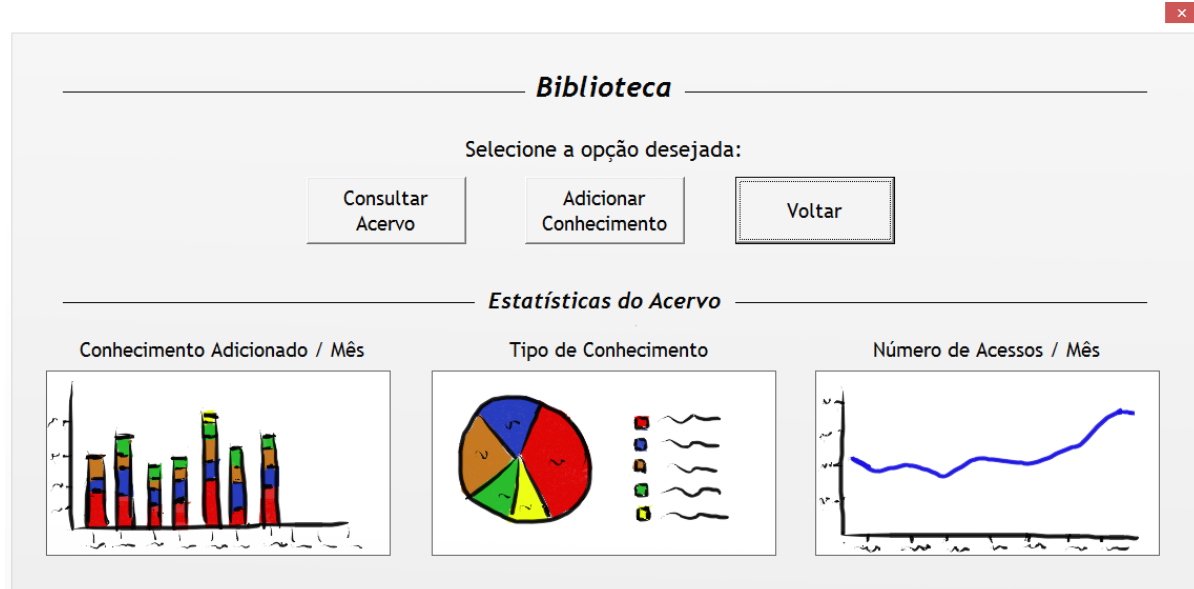 Biblioteca
Selecione a opção desejada:
Consultar
Acervo
Adicionar
Conhecimento
Voltar
Estatísticas do Acervo
Conhecimento Adicionado / Mês
Tipo de Conhecimento
Número de Acessos / Mês